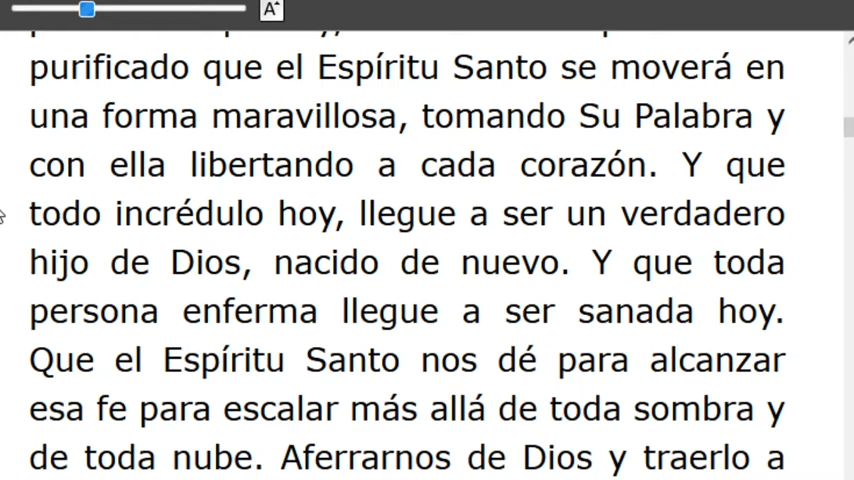 A
purificado que el Espíritu Santo se moverá en
una forma maravillosa, tomando Su Palabra y
con ella libertando a cada corazón. Y que
todo incrédulo hoy, llegue a ser un verdadero
hijo de Dios, nacido de nuevo. Y que toda
persona enferma llegue a ser sanada hoy.
Que el Espíritu Santo nos dé para alcanzar
esa fe para escalar más allá de toda sombra y
de toda nube. Aferrarnos de Dios y traerlo a